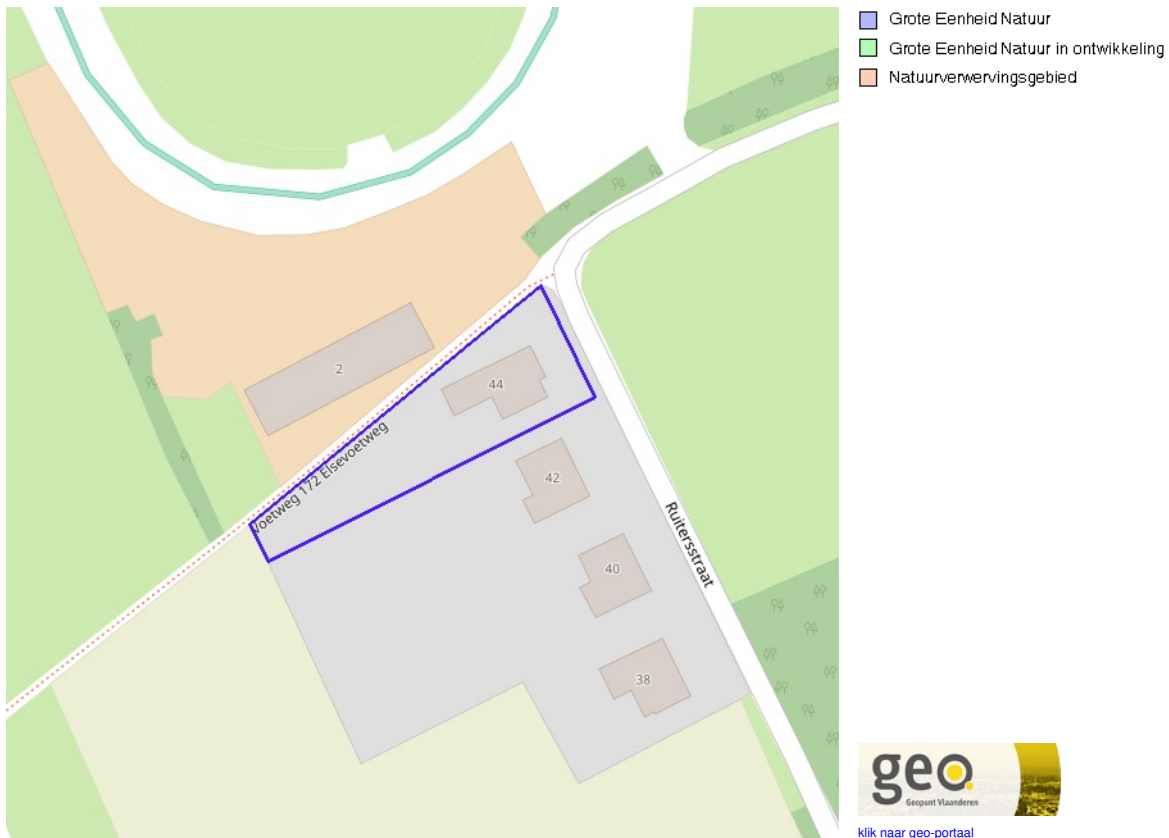 Grote Eenheid Natuur
Grote Eenheid Natuur in ontwikkeling
Natuurverwervingsgebied
2
44
Voetweg 172 Elsevoetweg
42
Ruitersstraat
40
38
geo.
Geopunt Vlaanderen
klik naar geo-portaal